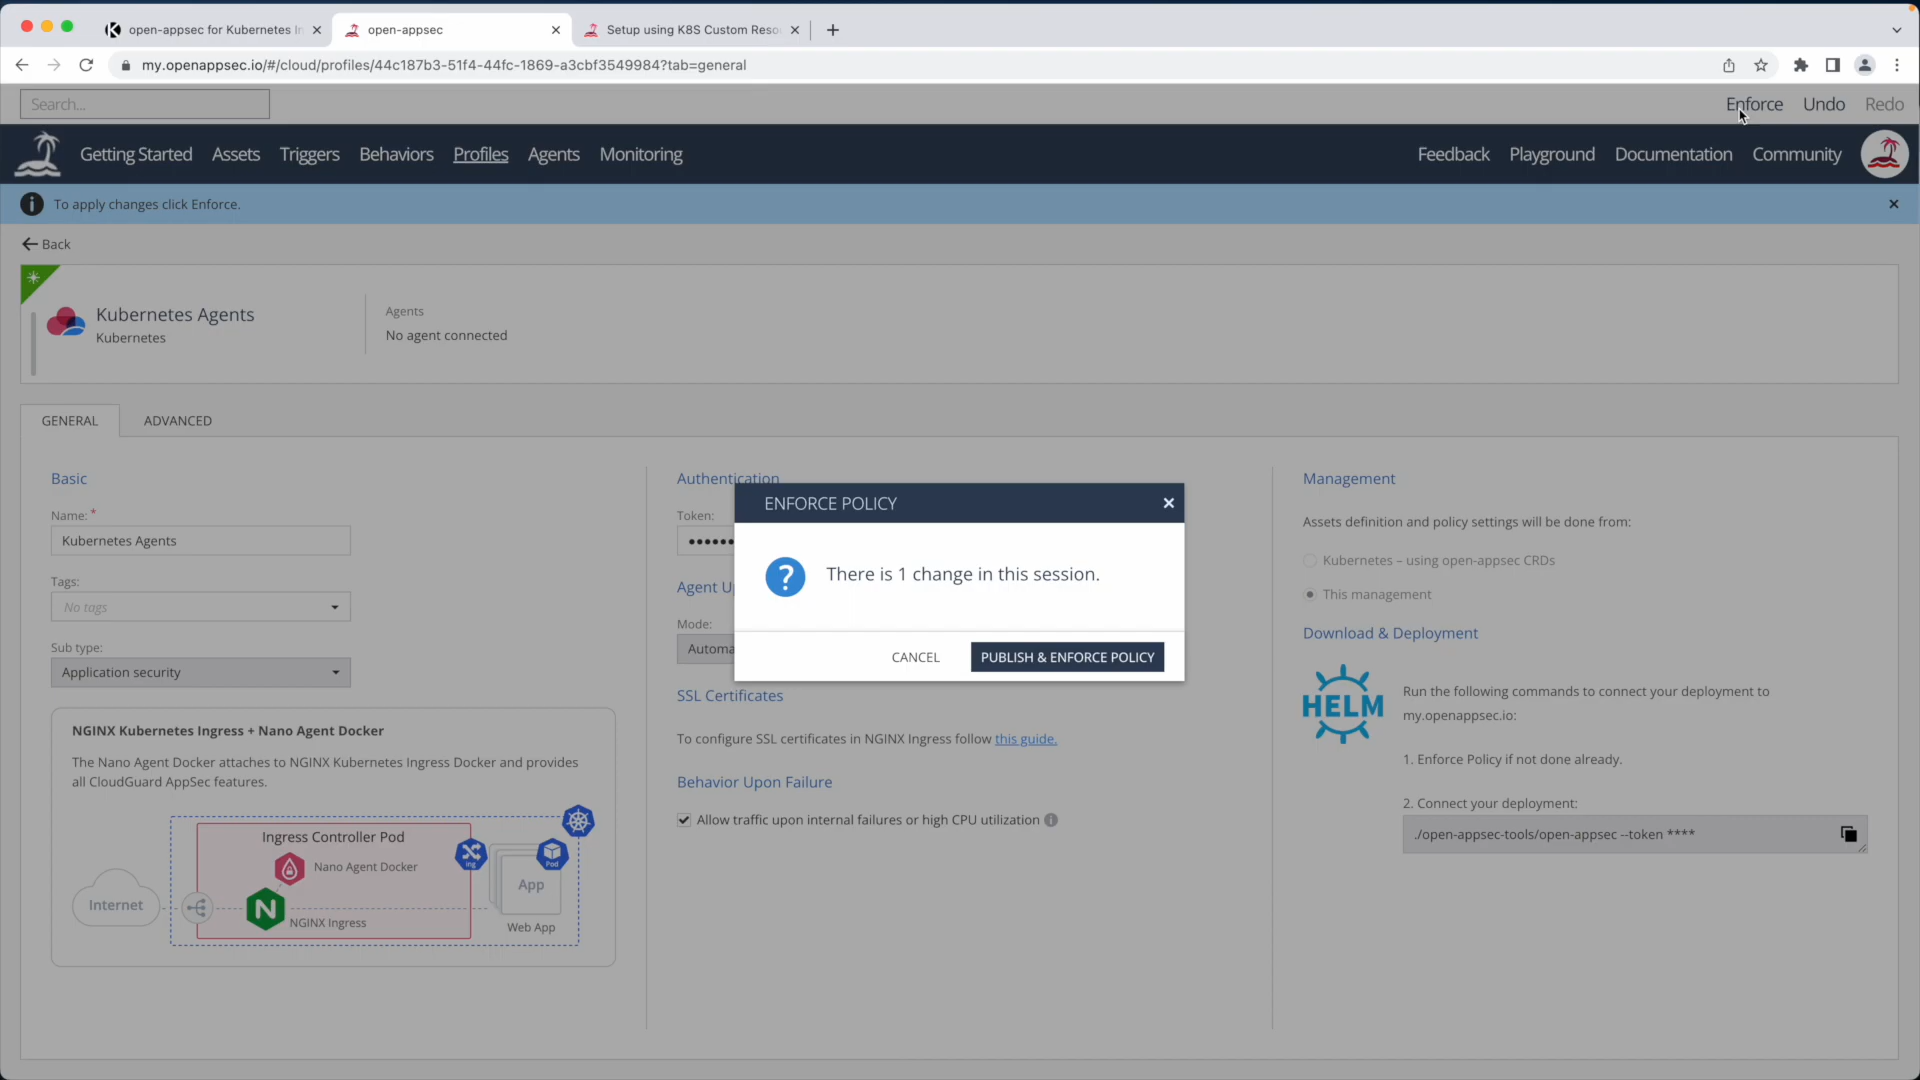 open-appsec for Kubernetes In
open-appsec
Setup using K8S Custom Reso
my.openappsec.io/#/cloud/profiles/44c187b3-51f4-44fc-1869-a3cbf3549984?tab=general
Search...
Enforce
Undo
Redo
Getting Started
Assets
Triggers
Behaviors
Profiles
Agents
Monitoring
Feedback
Playground
Documentation
Community
To apply changes click Enforce.
Back
Kubernetes Agents
Kubernetes
Agents
No agent connected
GENERAL
ADVANCED
Basic
Name: *
Kubernetes Agents
Tags:
No tags
Sub type:
Application security
NGINX Kubernetes Ingress + Nano Agent Docker
The Nano Agent Docker attaches to NGINX Kubernetes Ingress Docker and provides
all CloudGuard AppSec features.
Ingress Controller Pod
Nano Agent Docker
ing
Pod
App
Internet
N
NGINX Ingress
Web App
Authentication
Token:
••••••
Agent U
Mode:
Automa
SSL Certificates
To configure SSL certificates in NGINX Ingress follow this guide.
Behavior Upon Failure
Allow traffic upon internal failures or high CPU utilization
ENFORCE POLICY
There is 1 change in this session.
CANCEL
PUBLISH & ENFORCE POLICY
Management
Assets definition and policy settings will be done from:
Kubernetes – using open-appsec CRDs
This management
Download & Deployment
HELM
Run the following commands to connect your deployment to
my.openappsec.io:
1. Enforce Policy if not done already.
2. Connect your deployment:
./open-appsec-tools/open-appsec --token ****